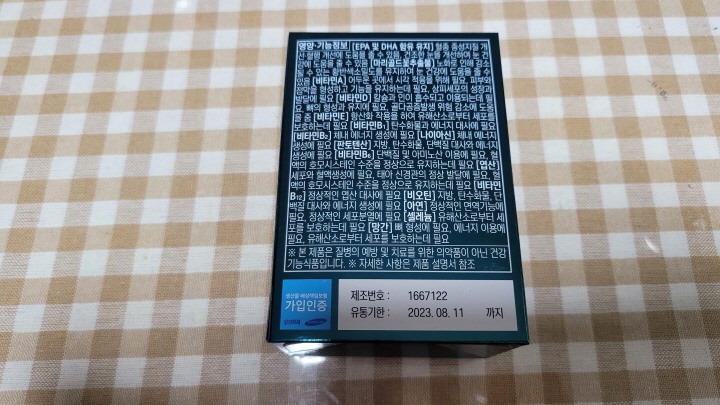 영양·기능정보 [EPA 및 DHA 함유 유지] 혈중 중성지질 개
선·혈행 개선에 도움을 줄 수 있음, 건조한 눈을 개선하여 눈 건
강에 도움을 줄 수 있음 [마리골드꽃추출물] 노화로 인해 감소
될 수 있는 황반색소밀도를 유지하여 눈 건강에 도움을 줄 수
있음 [비타민A] 어두운 곳에서 시각 적응을 위해 필요, 피부와
점막을 형성하고 기능을 유지하는데 필요, 상피세포의 성장과
발달에 필요 [비타민D] 칼슘과 인이 흡수되고 이용되는데 필
요, 뼈의 형성과 유지에 필요, 골다공증발생 위험 감소에 도움
을 줌 [비타민E] 항산화 작용을 하여 유해산소로부터 세포를
보호하는데 필요 [비타민B₁] 탄수화물과 에너지 대사에 필요
[비타민B₂] 체내 에너지 생성에 필요 [나이아신] 체내 에너지
생성에 필요 [판토텐산] 지방, 탄수화물, 단백질 대사와 에너지
생성에 필요 [비타민B₆] 단백질 및 아미노산 이용에 필요, 혈
액의 호모시스테인 수준을 정상으로 유지하는데 필요 [엽산]
세포와 혈액생성에 필요, 태아 신경관의 정상 발달에 필요, 혈
액의 호모시스테인 수준을 정상으로 유지하는데 필요 [비타민
B₁₂] 정상적인 엽산 대사에 필요 [비오틴] 지방, 탄수화물, 단
백질 대사와 에너지 생성에 필요 [아연] 정상적인 면역기능에
필요, 정상적인 세포분열에 필요 [셀레늄] 유해산소로부터 세포
를 보호하는데 필요 [망간] 뼈 형성에 필요, 에너지 이용에
필요, 유해산소로부터 세포를 보호하는데 필요
※ 본 제품은 질병의 예방 및 치료를 위한 의약품이 아닌 건강
기능식품입니다. ※ 자세한 사항은 제품 설명서 참조
생산물·배상책임보험
가입인증
제조번호 : 1667122
유통기한 : 2023. 08. 11 까지